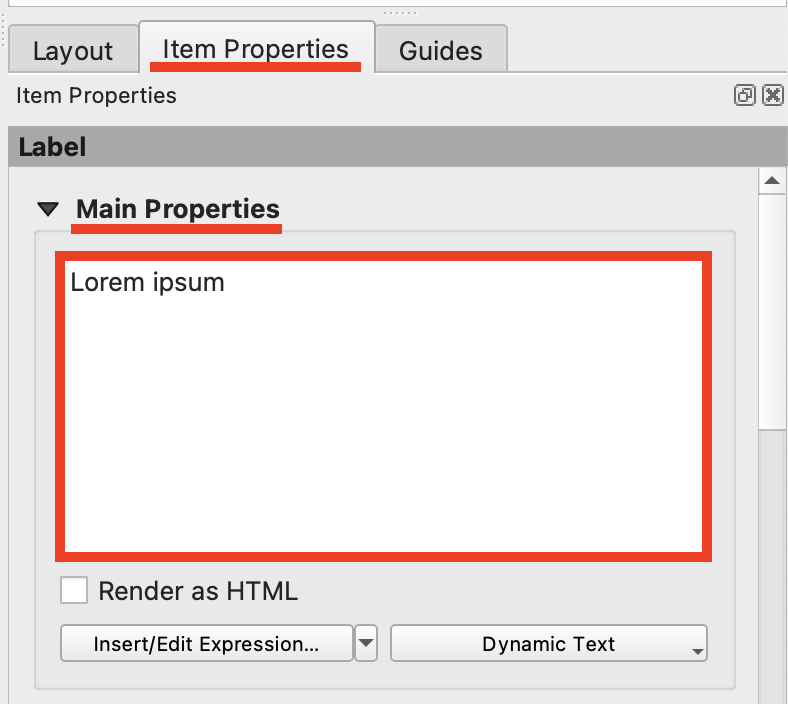 Layout Item Properties Guides
Item Properties
Label
Main Properties
Lorem ipsum
Render as HTML
Insert/Edit Expression... Dynamic Text